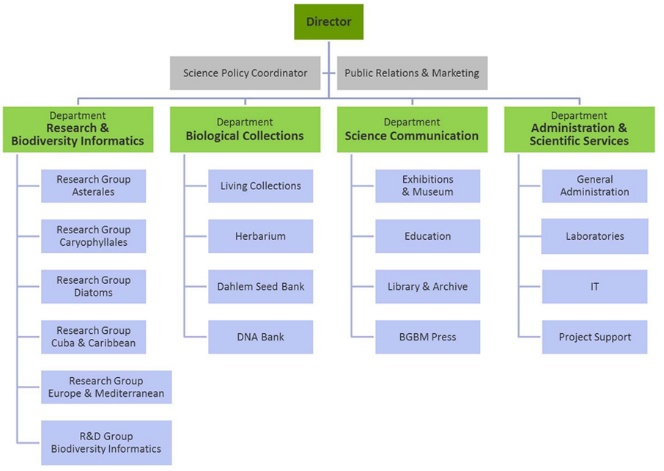 Director
Science Policy Coordinator
Public Relations & Marketing
Department
Research &
Biodiversity Informatics
Department
Biological Collections
Department
Science Communication
Department
Administration &
Scientific Services
Research Group
Asterales
Research Group
Caryophyllales
Research Group
Diatoms
Research Group
Cuba & Caribbean
Research Group
Europe & Mediterranean
R&D Group
Biodiversity Informatics
Living Collections
Herbarium
Dahlem Seed Bank
DNA Bank
Exhibitions
& Museum
Education
Library & Archive
BGBM Press
General
Administration
Laboratories
IT
Project Support